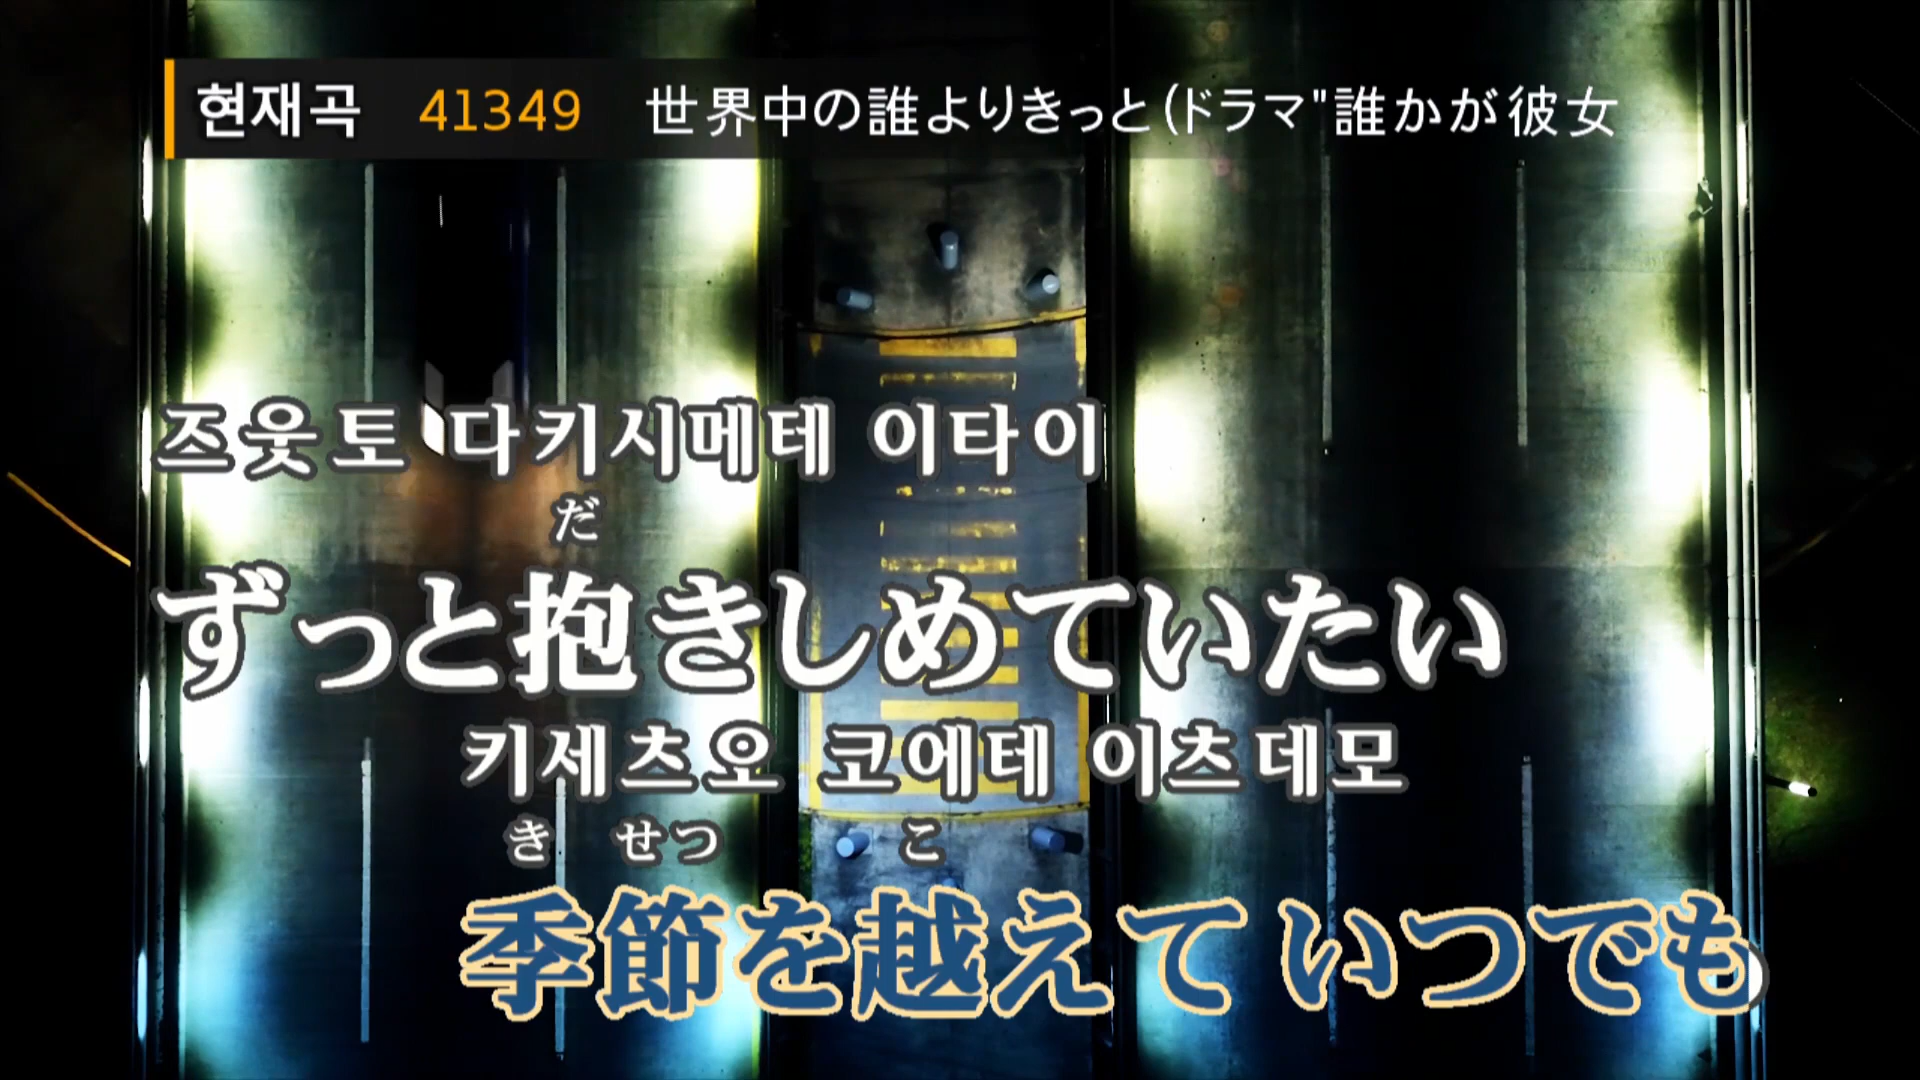 현재곡 41349 世界中の誰よりきっと(ドラマ"誰かが彼女
즈웃토 다키시메테 이타이
だ
ずっと抱きしめていたい
키세츠오 코에테 이츠데모
き せつ こ
季節を越えて いつでも